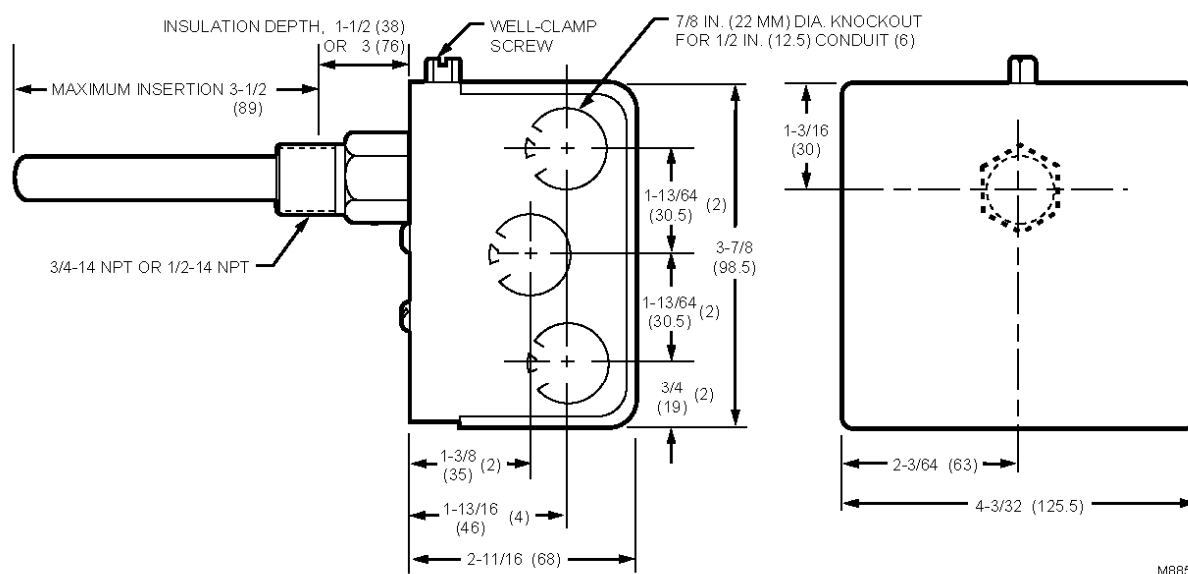 INSULATION DEPTH, 1-1/2 (38)
OR 3 (76)
WELL-CLAMP
SCREW
7/8 IN. (22 MM) DIA. KNOCKOUT
FOR 1/2 IN. (12.5) CONDUIT (6)
MAXIMUM INSERTION 3-1/2
(89)
3/4-14 NPT OR 1/2-14 NPT
1-13/64 (2)
(30.5)
3-7/8
(98.5)
1-13/64 (2)
(30.5)
3/4 (2)
(19)
1-3/8 (2)
(35)
1-13/16 (4)
(46)
2-11/16 (68)
1-3/16
(30)
2-3/64 (63)
4-3/32 (125.5)
M885